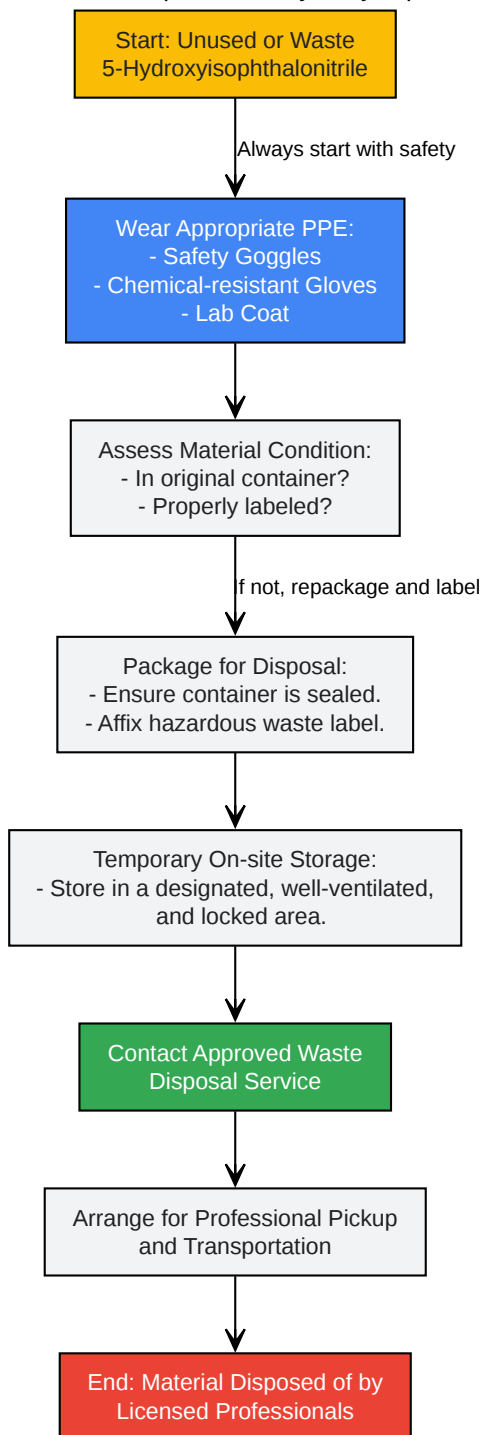 Start: Unused or Waste
5-Hydroxyisophthalonitrile
Always start with safety
Wear Appropriate PPE:
- Safety Goggles
- Chemical-resistant Gloves
- Lab Coat
Assess Material Condition:
- In original container?
- Properly labeled?
If not, repackage and label
Package for Disposal:
- Ensure container is sealed.
- Affix hazardous waste label.
Temporary On-site Storage:
- Store in a designated, well-ventilated,
and locked area.
Contact Approved Waste
Disposal Service
Arrange for Professional Pickup
and Transportation
End: Material Disposed of by
Licensed Professionals